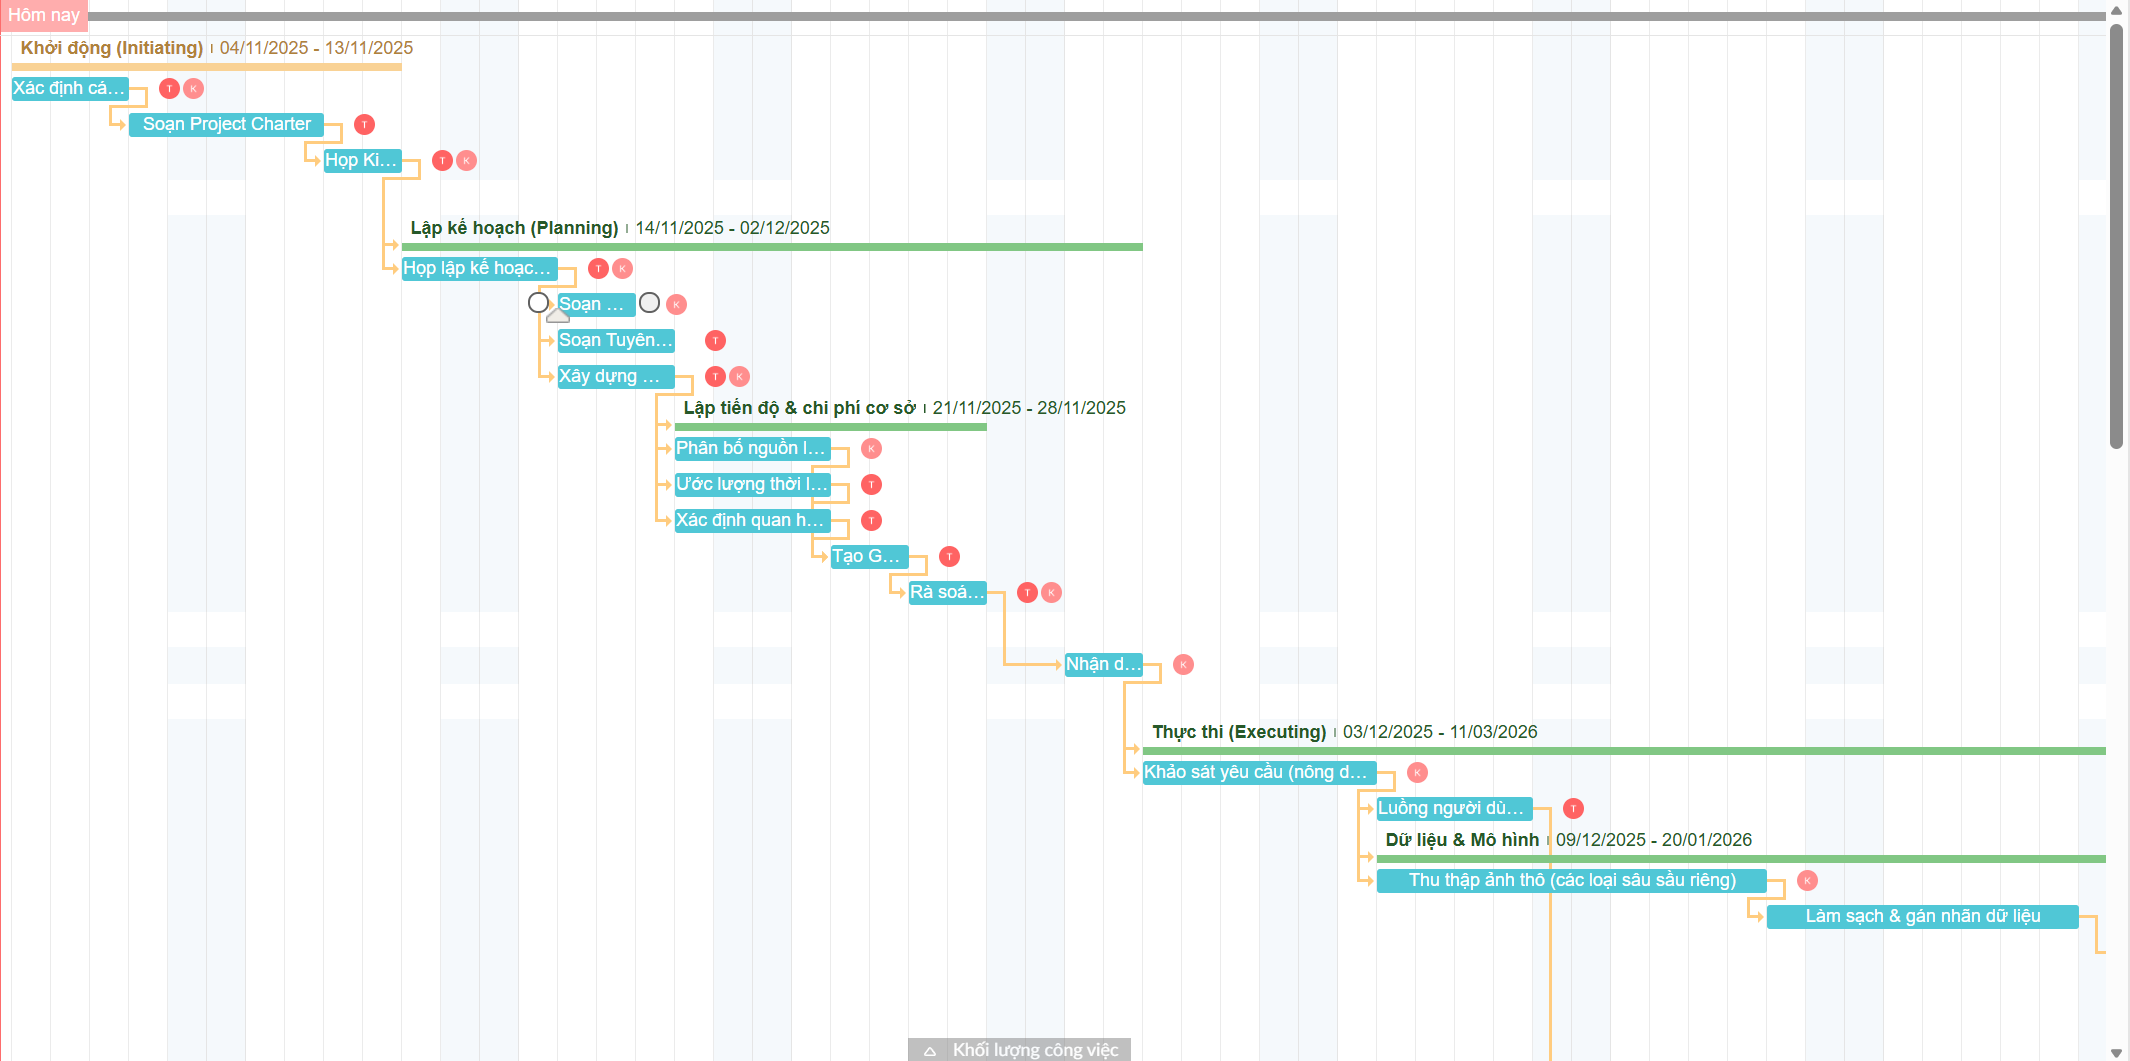 Hôm nay
Khởi động (Initiating) 04/11/2025 - 13/11/2025
Xác định cá...
T K
Soạn Project Charter
T
Họp Ki...
T K
Lập kế hoạch (Planning) 14/11/2025 - 02/12/2025
Họp lập kế hoạc...
T K
Soạn ...
K
Soạn Tuyên...
T
Xây dựng ...
T K
Lập tiến độ & chi phí cơ sở 21/11/2025 - 28/11/2025
Phân bổ nguồn l...
K
Ước lượng thời l...
T
Xác định quan h...
T
Tạo G...
T
Rà soá...
T K
Nhận d...
K
Thực thi (Executing) 03/12/2025 - 11/03/2026
Khảo sát yêu cầu (nông d...
K
Luồng người dù...
T
Dữ liệu & Mô hình 09/12/2025 - 20/01/2026
Thu thập ảnh thô (các loại sâu sầu riêng)
K
Làm sạch & gán nhãn dữ liệu
Khối lượng công việc